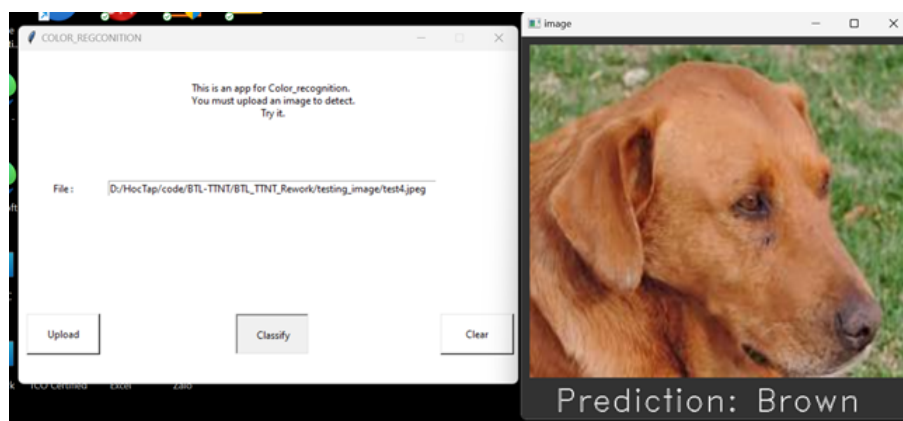 COLOR_REGCONITION
This is an app for Color_recognition.
You must upload an image to detect.
Try it.
File :
D:/HocTap/code/BTL-TTNT/BTL_TTNT_Rework/testing_image/test4.jpeg
Upload
Classify
Clear
image
Prediction: Brown
Excel
Zalo